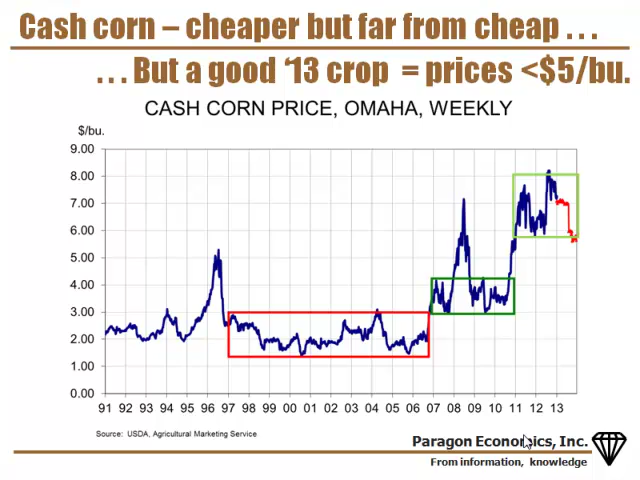 Cash corn – cheaper but far from cheap . . .
. . . But a good ‘13 crop = prices <$5/bu.
CASH CORN PRICE, OMAHA, WEEKLY
$/bu.
9.00
8.00
7.00
6.00
5.00
4.00
3.00
2.00
1.00
0.00
91 92 93 94 95 96 97 98 99 00 01 02 03 04 05 06 07 08 09 10 11 12 13
Source: USDA, Agricultural Marketing Service
Paragon Economics, Inc.
From information, knowledge